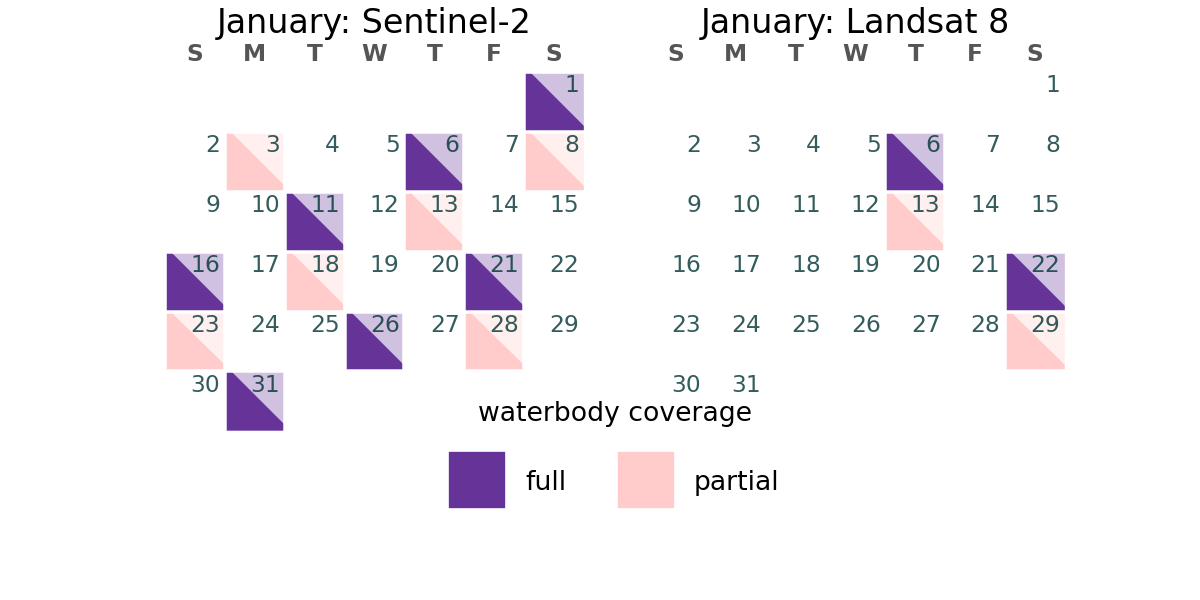 January: Sentinel-2
S M T W T F S
1
2 3 4 5 6 7 8
9 10 11 12 13 14 15
16 17 18 19 20 21 22
23 24 25 26 27 28 29
30 31
January: Landsat 8
S M T W T F S
1
2 3 4 5 6 7 8
9 10 11 12 13 14 15
16 17 18 19 20 21 22
23 24 25 26 27 28 29
30 31
waterbody coverage
full partial